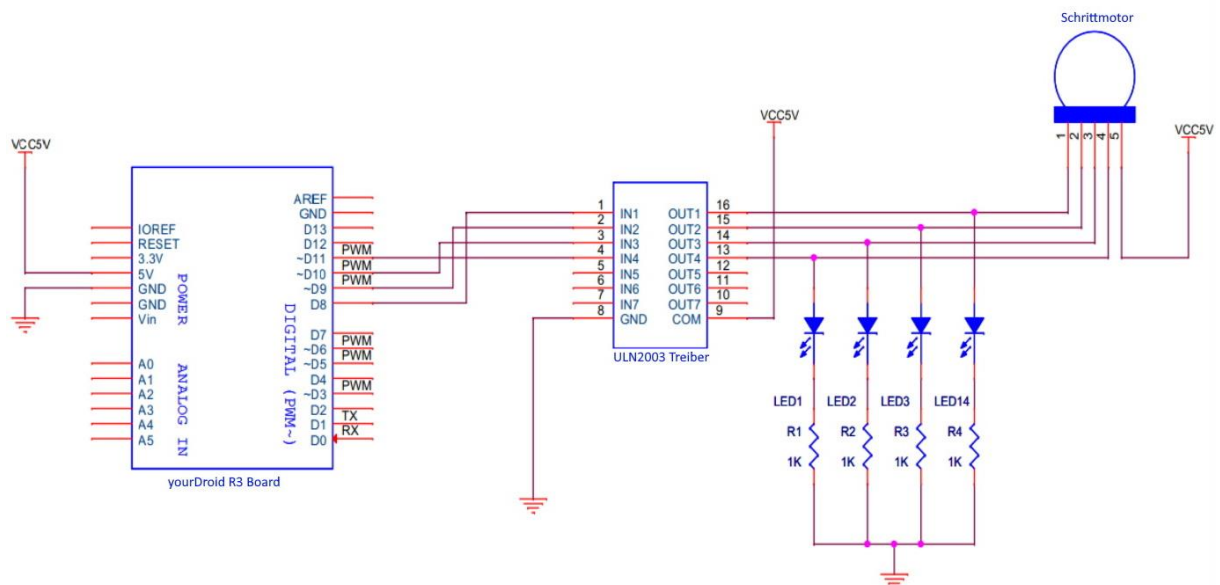 Schrittmotor
1
2
3
4
5
VCC5V
VCC5V
VCC5V
IOREF
RESET
3.3V
5V
GND
GND
Vin
A0
A1
A2
A3
A4
A5
POWER
ANALOG IN
DIGITAL (PWM~)
AREF
GND
D13
D12
~D11 PWM
~D10 PWM
~D9 PWM
D8
D7
~D6 PWM
~D5 PWM
D4
~D3 PWM
D2
D1 TX
D0 RX
yourDroid R3 Board
1 IN1 OUT1 16
2 IN2 OUT2 15
3 IN3 OUT3 14
4 IN4 OUT4 13
5 IN5 OUT5 12
6 IN6 OUT6 11
7 IN7 OUT7 10
8 GND COM 9
ULN2003 Treiber
LED1 LED2 LED3 LED14
R1 R2 R3 R4
1K 1K 1K 1K